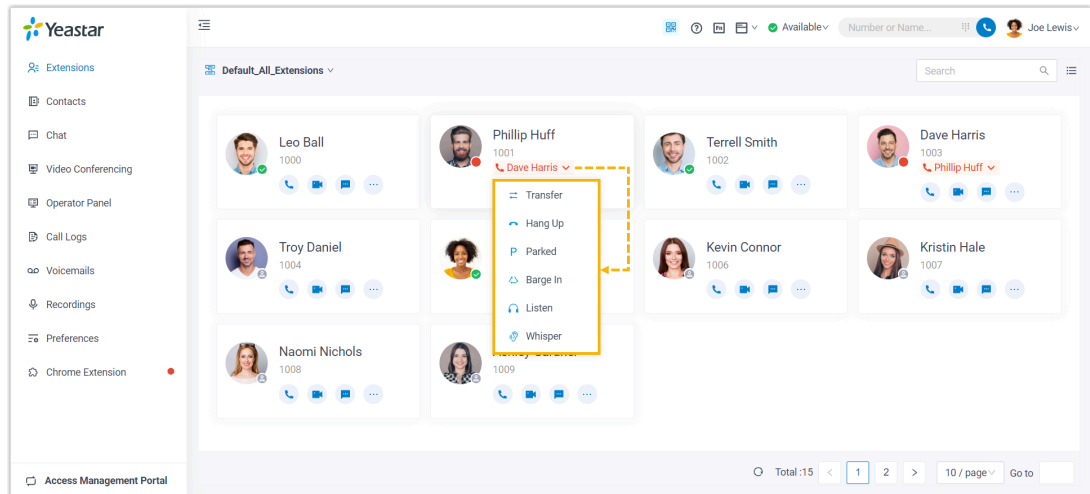 Yeastar
Available
Number or Name...
Joe Lewis
Extensions
Contacts
Chat
Video Conferencing
Operator Panel
Call Logs
Voicemails
Recordings
Preferences
Chrome Extension
Access Management Portal
Default_All_Extensions
Search
Leo Ball
1000
Phillip Huff
1001
Dave Harris
Terrell Smith
1002
Dave Harris
1003
Phillip Huff
Transfer
Hang Up
P Parked
Barge In
Listen
Whisper
Troy Daniel
1004
Kevin Connor
1006
Kristin Hale
1007
Naomi Nichols
1008
1009
Total :15
1
2
10 / page
Go to